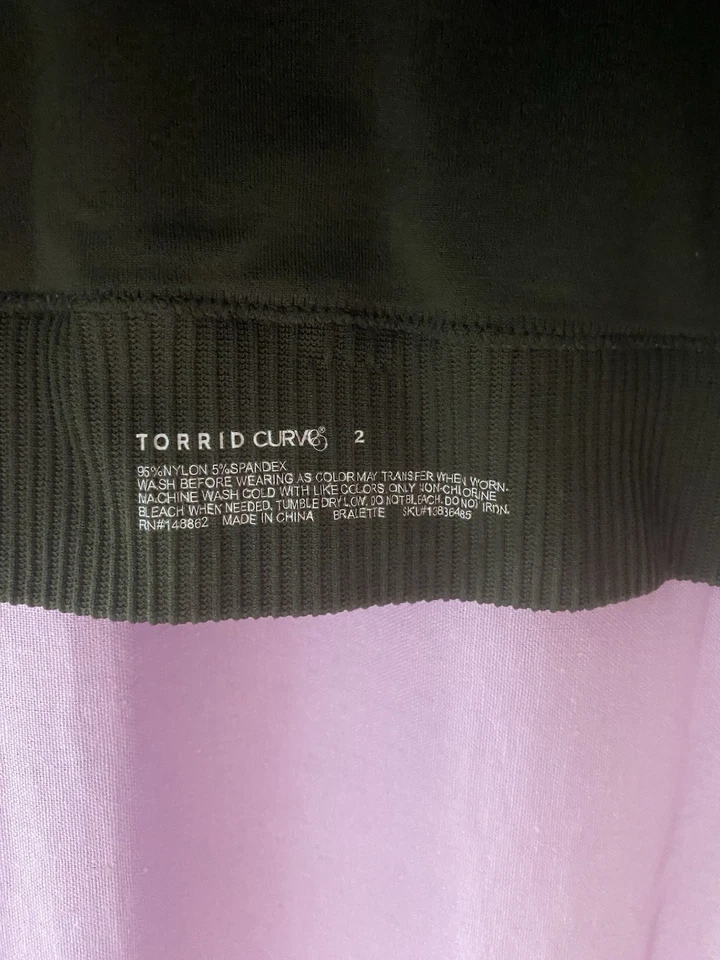 TORRID CURVE® 2
95%NYLON 5%SPANDEX
WASH BEFORE WEARING AS COLOR MAY TRANSFER WHEN WORN.
MACHINE WASH COLD WITH LIKE COLORS. ONLY NON-CHLORINE
BLEACH WHEN NEEDED. TUMBLE DRY LOW. DO NOT BLEACH. DO NOT IRON.
RN#148862 MADE IN CHINA BRALETTE SKU#13836485